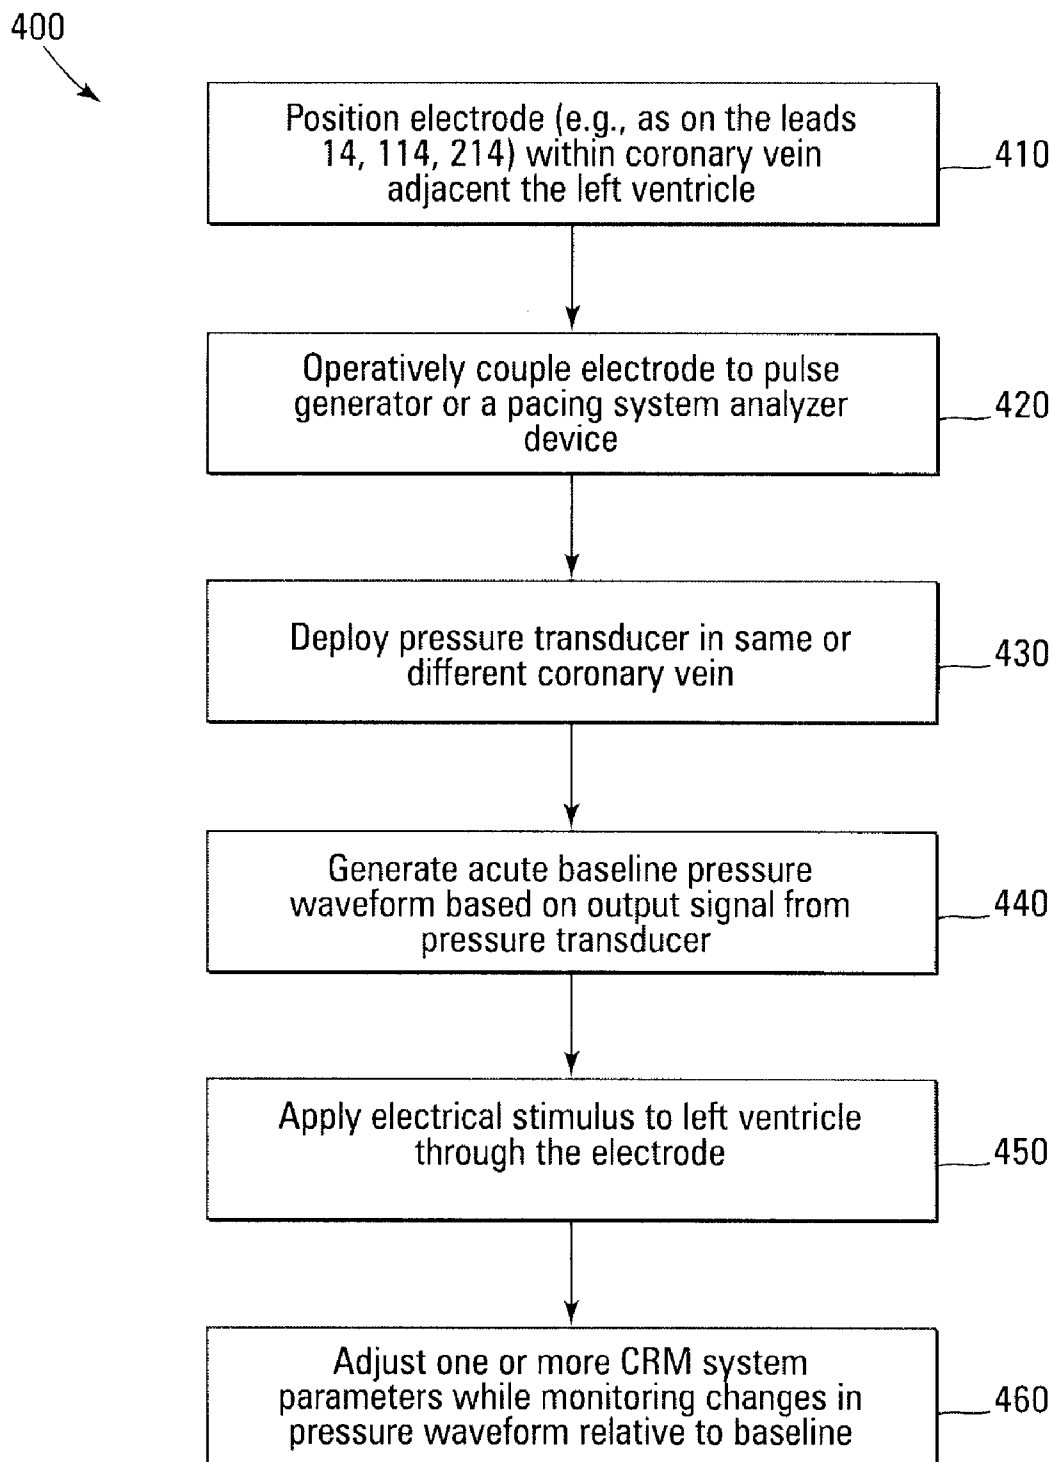 400
Position electrode (e.g., as on the leads
14, 114, 214) within coronary vein
adjacent the left ventricle
410
Operatively couple electrode to pulse
generator or a pacing system analyzer
device
420
Deploy pressure transducer in same or
different coronary vein
430
Generate acute baseline pressure
waveform based on output signal from
pressure transducer
440
Apply electrical stimulus to left ventricle
through the electrode
450
Adjust one or more CRM system
parameters while monitoring changes in
pressure waveform relative to baseline
460